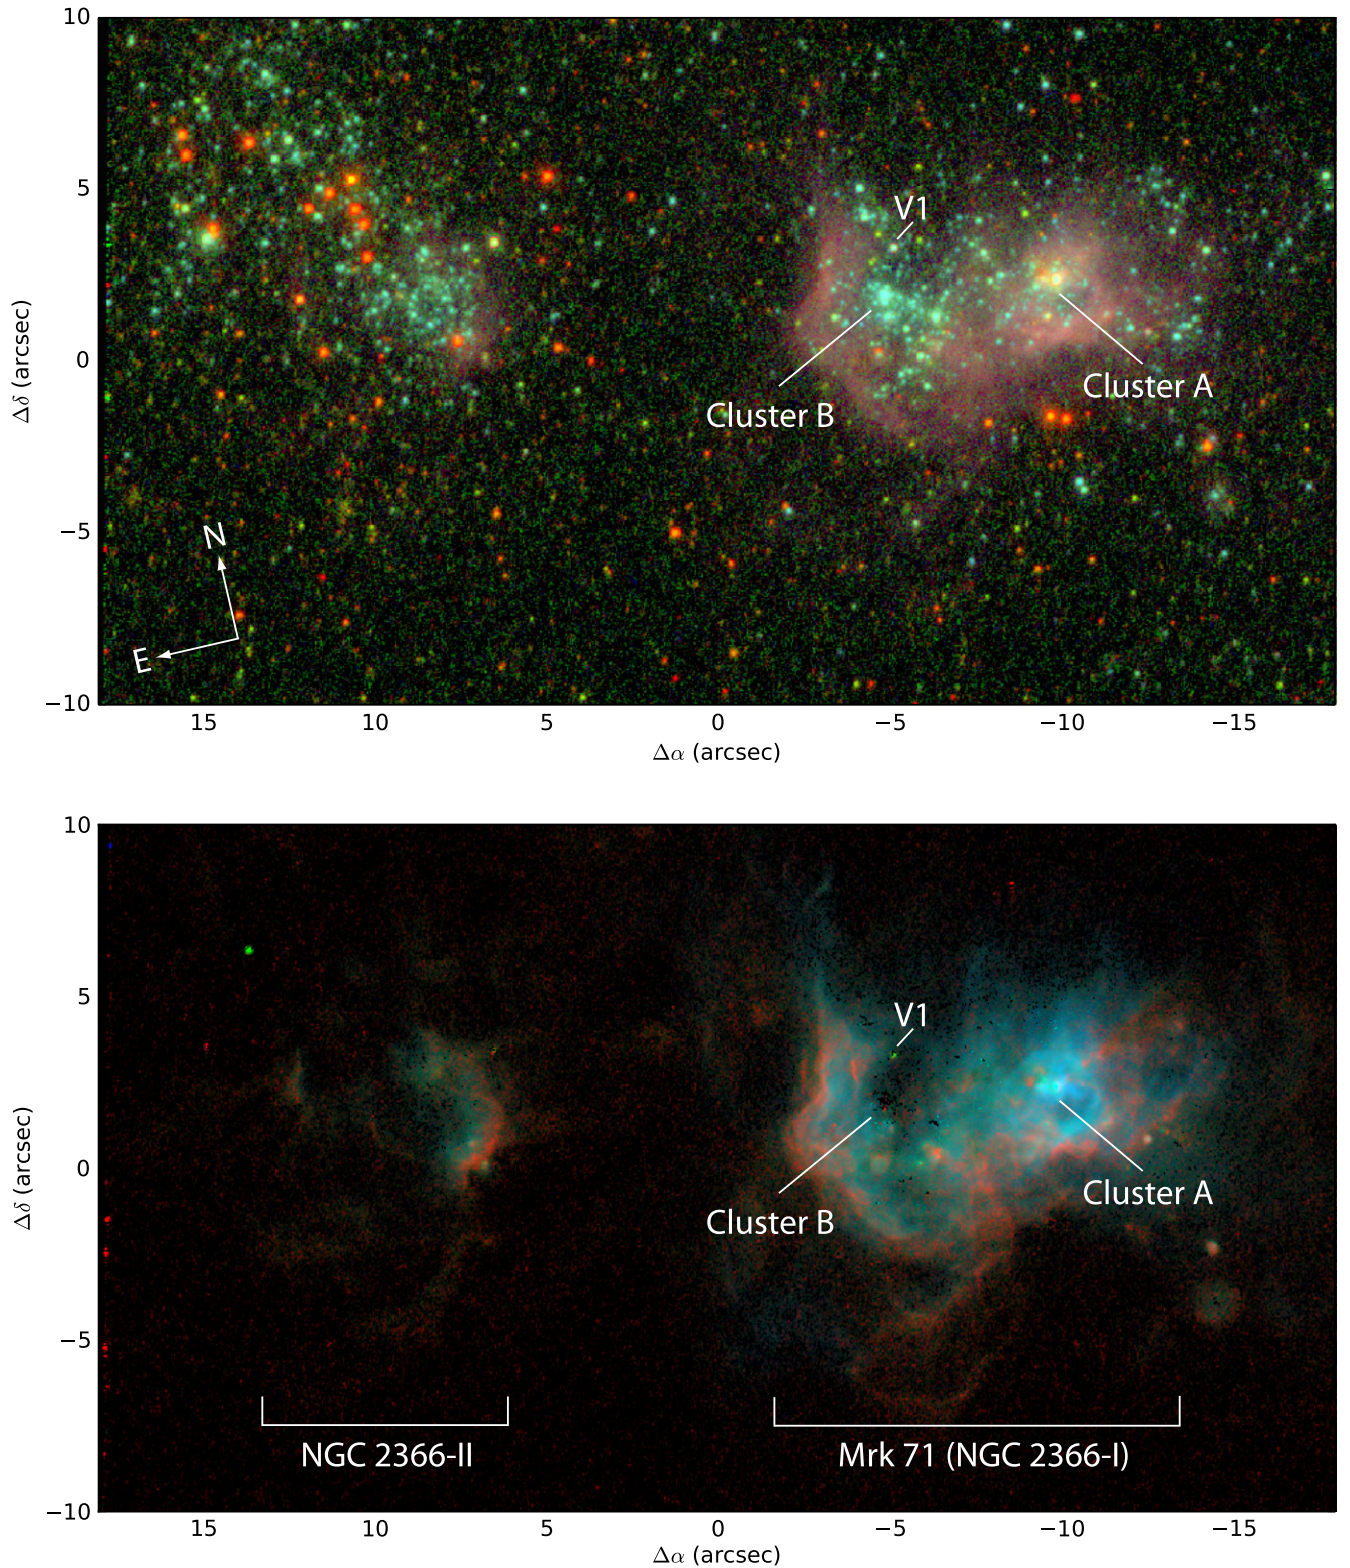 10
5
0
−5
−10
Δδ (arcsec)
V1
Cluster A
Cluster B
N
E
15
10
5
0
−5
−10
−15
Δα (arcsec)
10
5
0
−5
−10
Δδ (arcsec)
V1
Cluster A
Cluster B
NGC 2366-II
Mrk 71 (NGC 2366-I)
15
10
5
0
−5
−10
−15
Δα (arcsec)